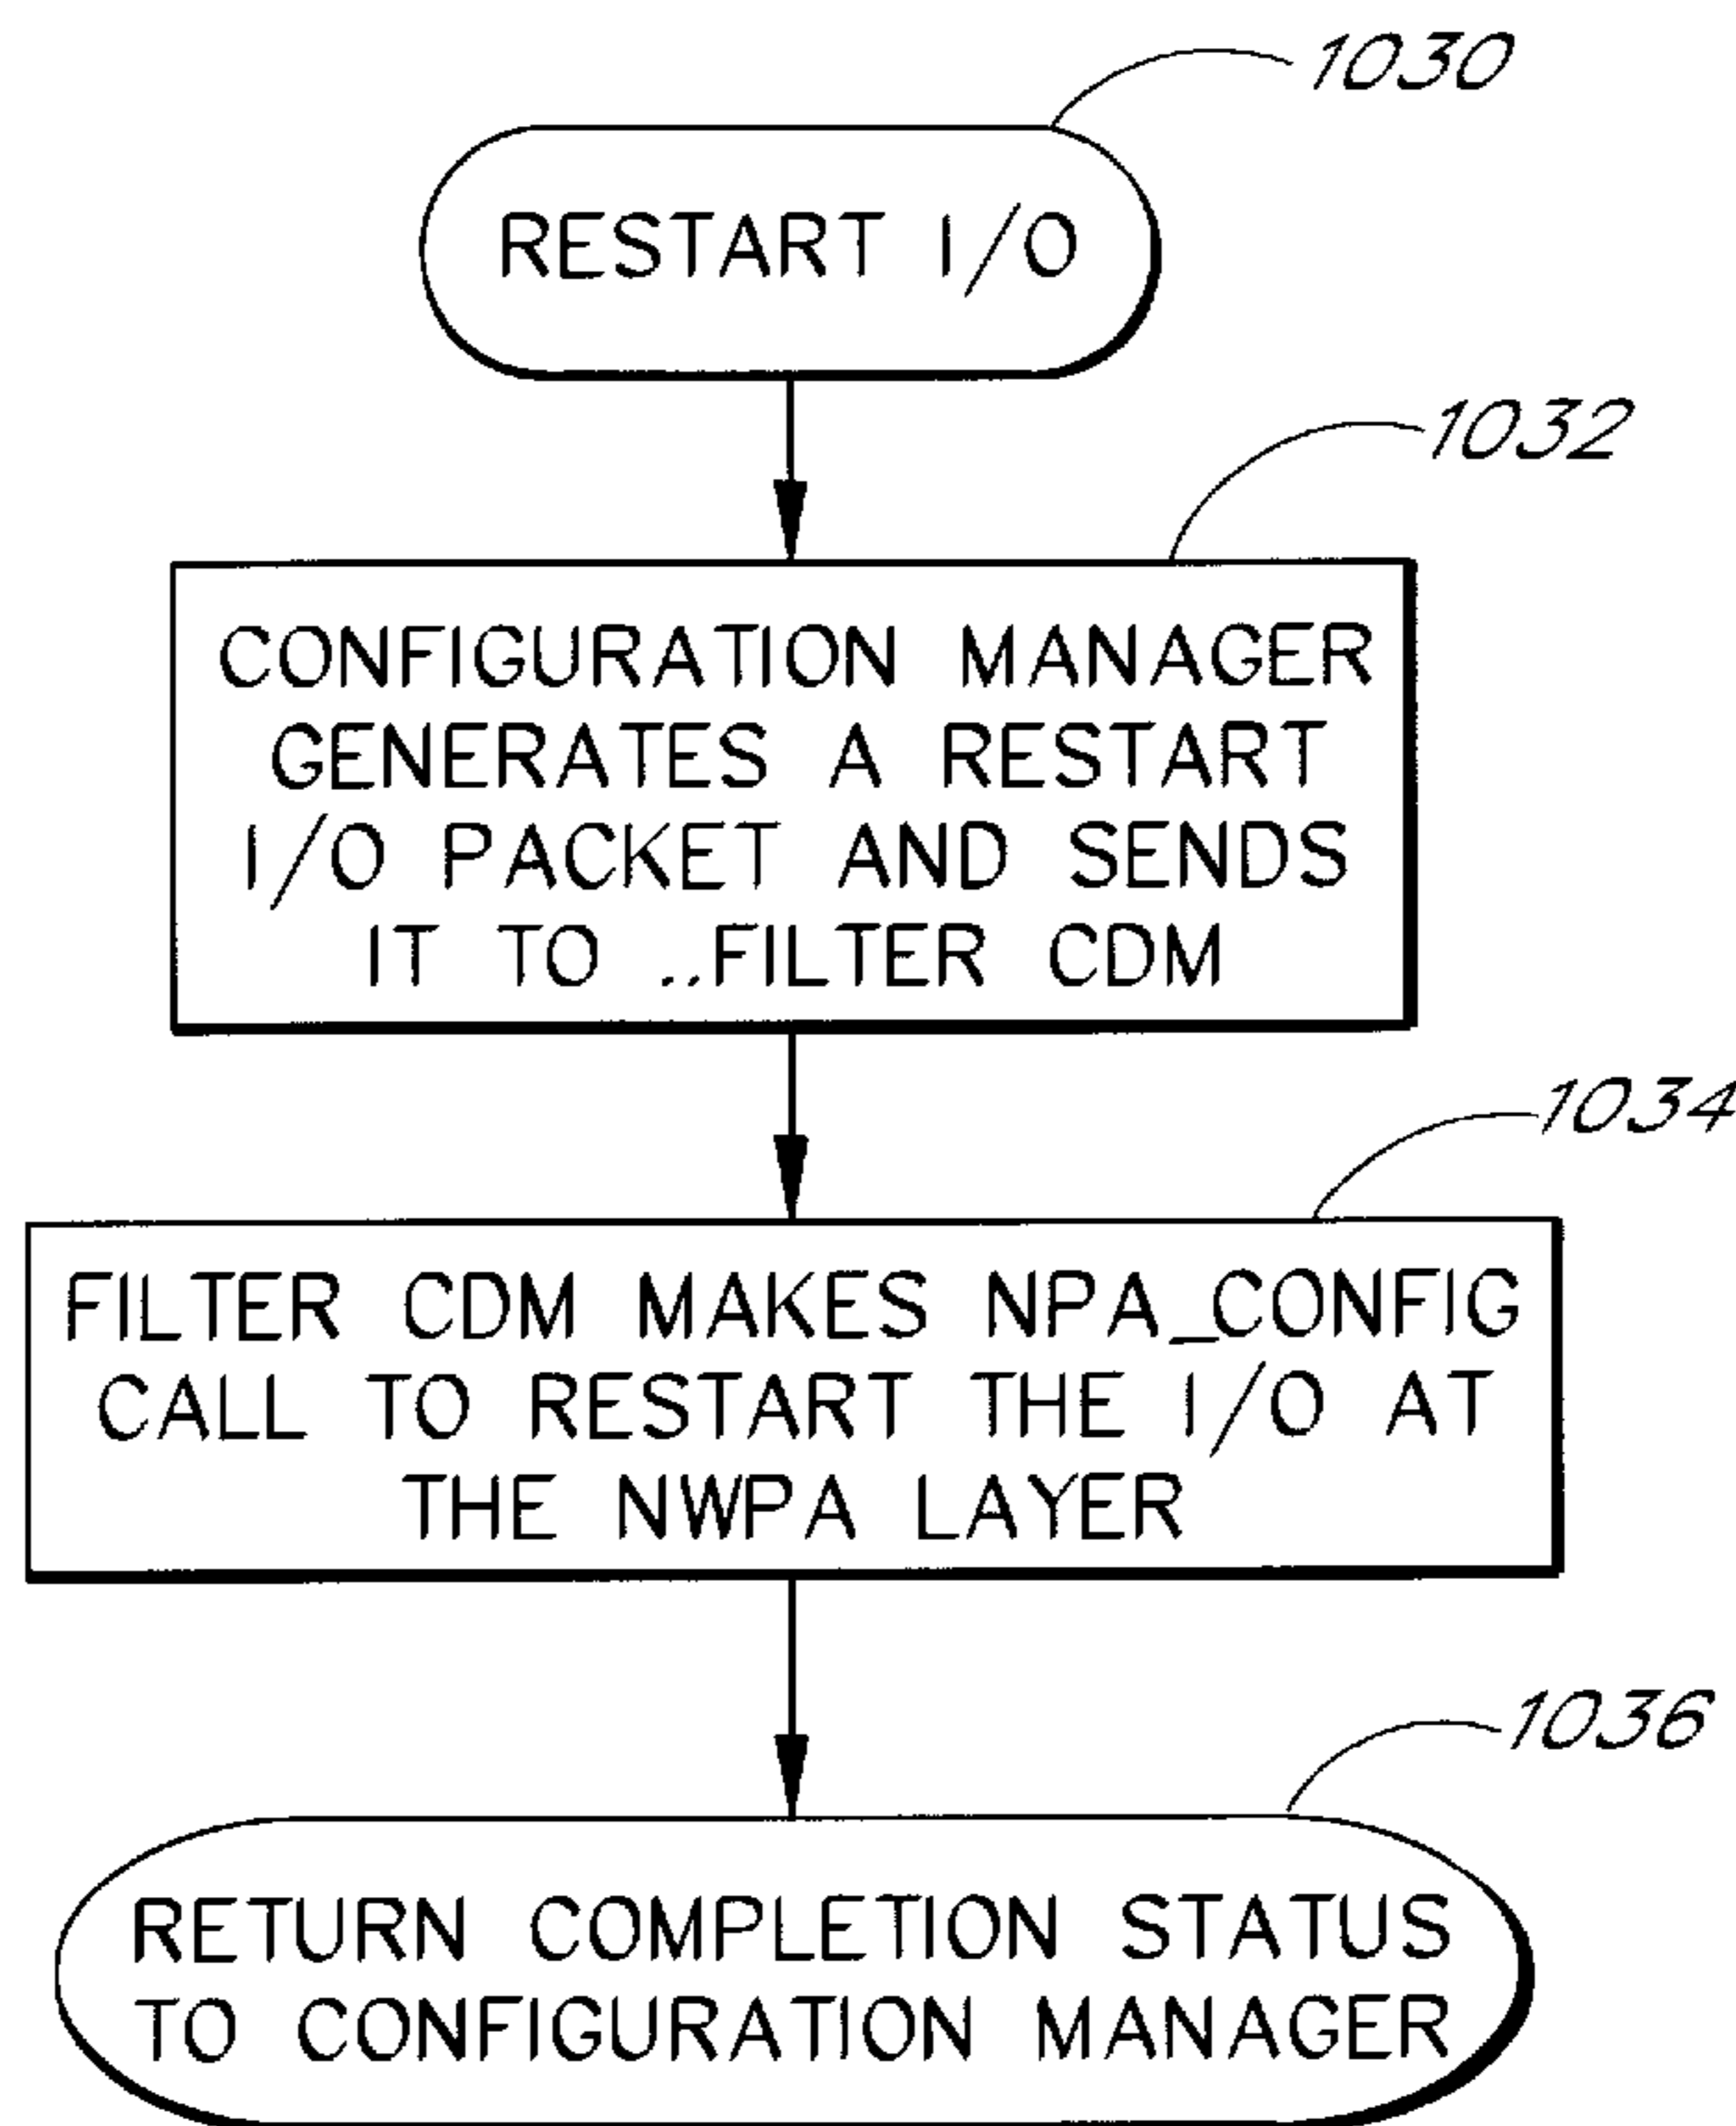 1030
RESTART I/O
1032
CONFIGURATION MANAGER
GENERATES A RESTART
I/O PACKET AND SENDS
IT TO ..FILTER CDM
1034
FILTER CDM MAKES NPA_CONFIG
CALL TO RESTART THE I/O AT
THE NWPA LAYER
1036
RETURN COMPLETION STATUS
TO CONFIGURATION MANAGER